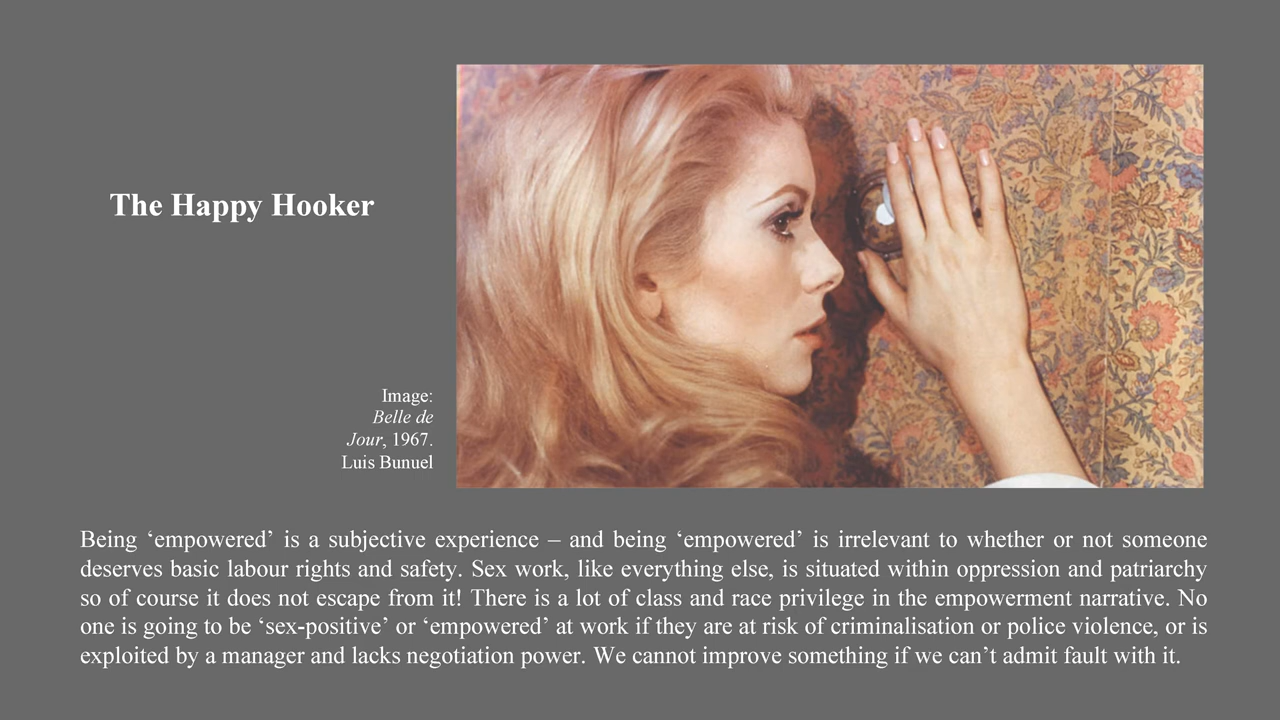 The Happy Hooker
Image:
Belle de
Jour, 1967.
Luis Bunuel
Being ‘empowered’ is a subjective experience – and being ‘empowered’ is irrelevant to whether or not someone
deserves basic labour rights and safety. Sex work, like everything else, is situated within oppression and patriarchy
so of course it does not escape from it! There is a lot of class and race privilege in the empowerment narrative. No
one is going to be ‘sex-positive’ or ‘empowered’ at work if they are at risk of criminalisation or police violence, or is
exploited by a manager and lacks negotiation power. We cannot improve something if we can’t admit fault with it.